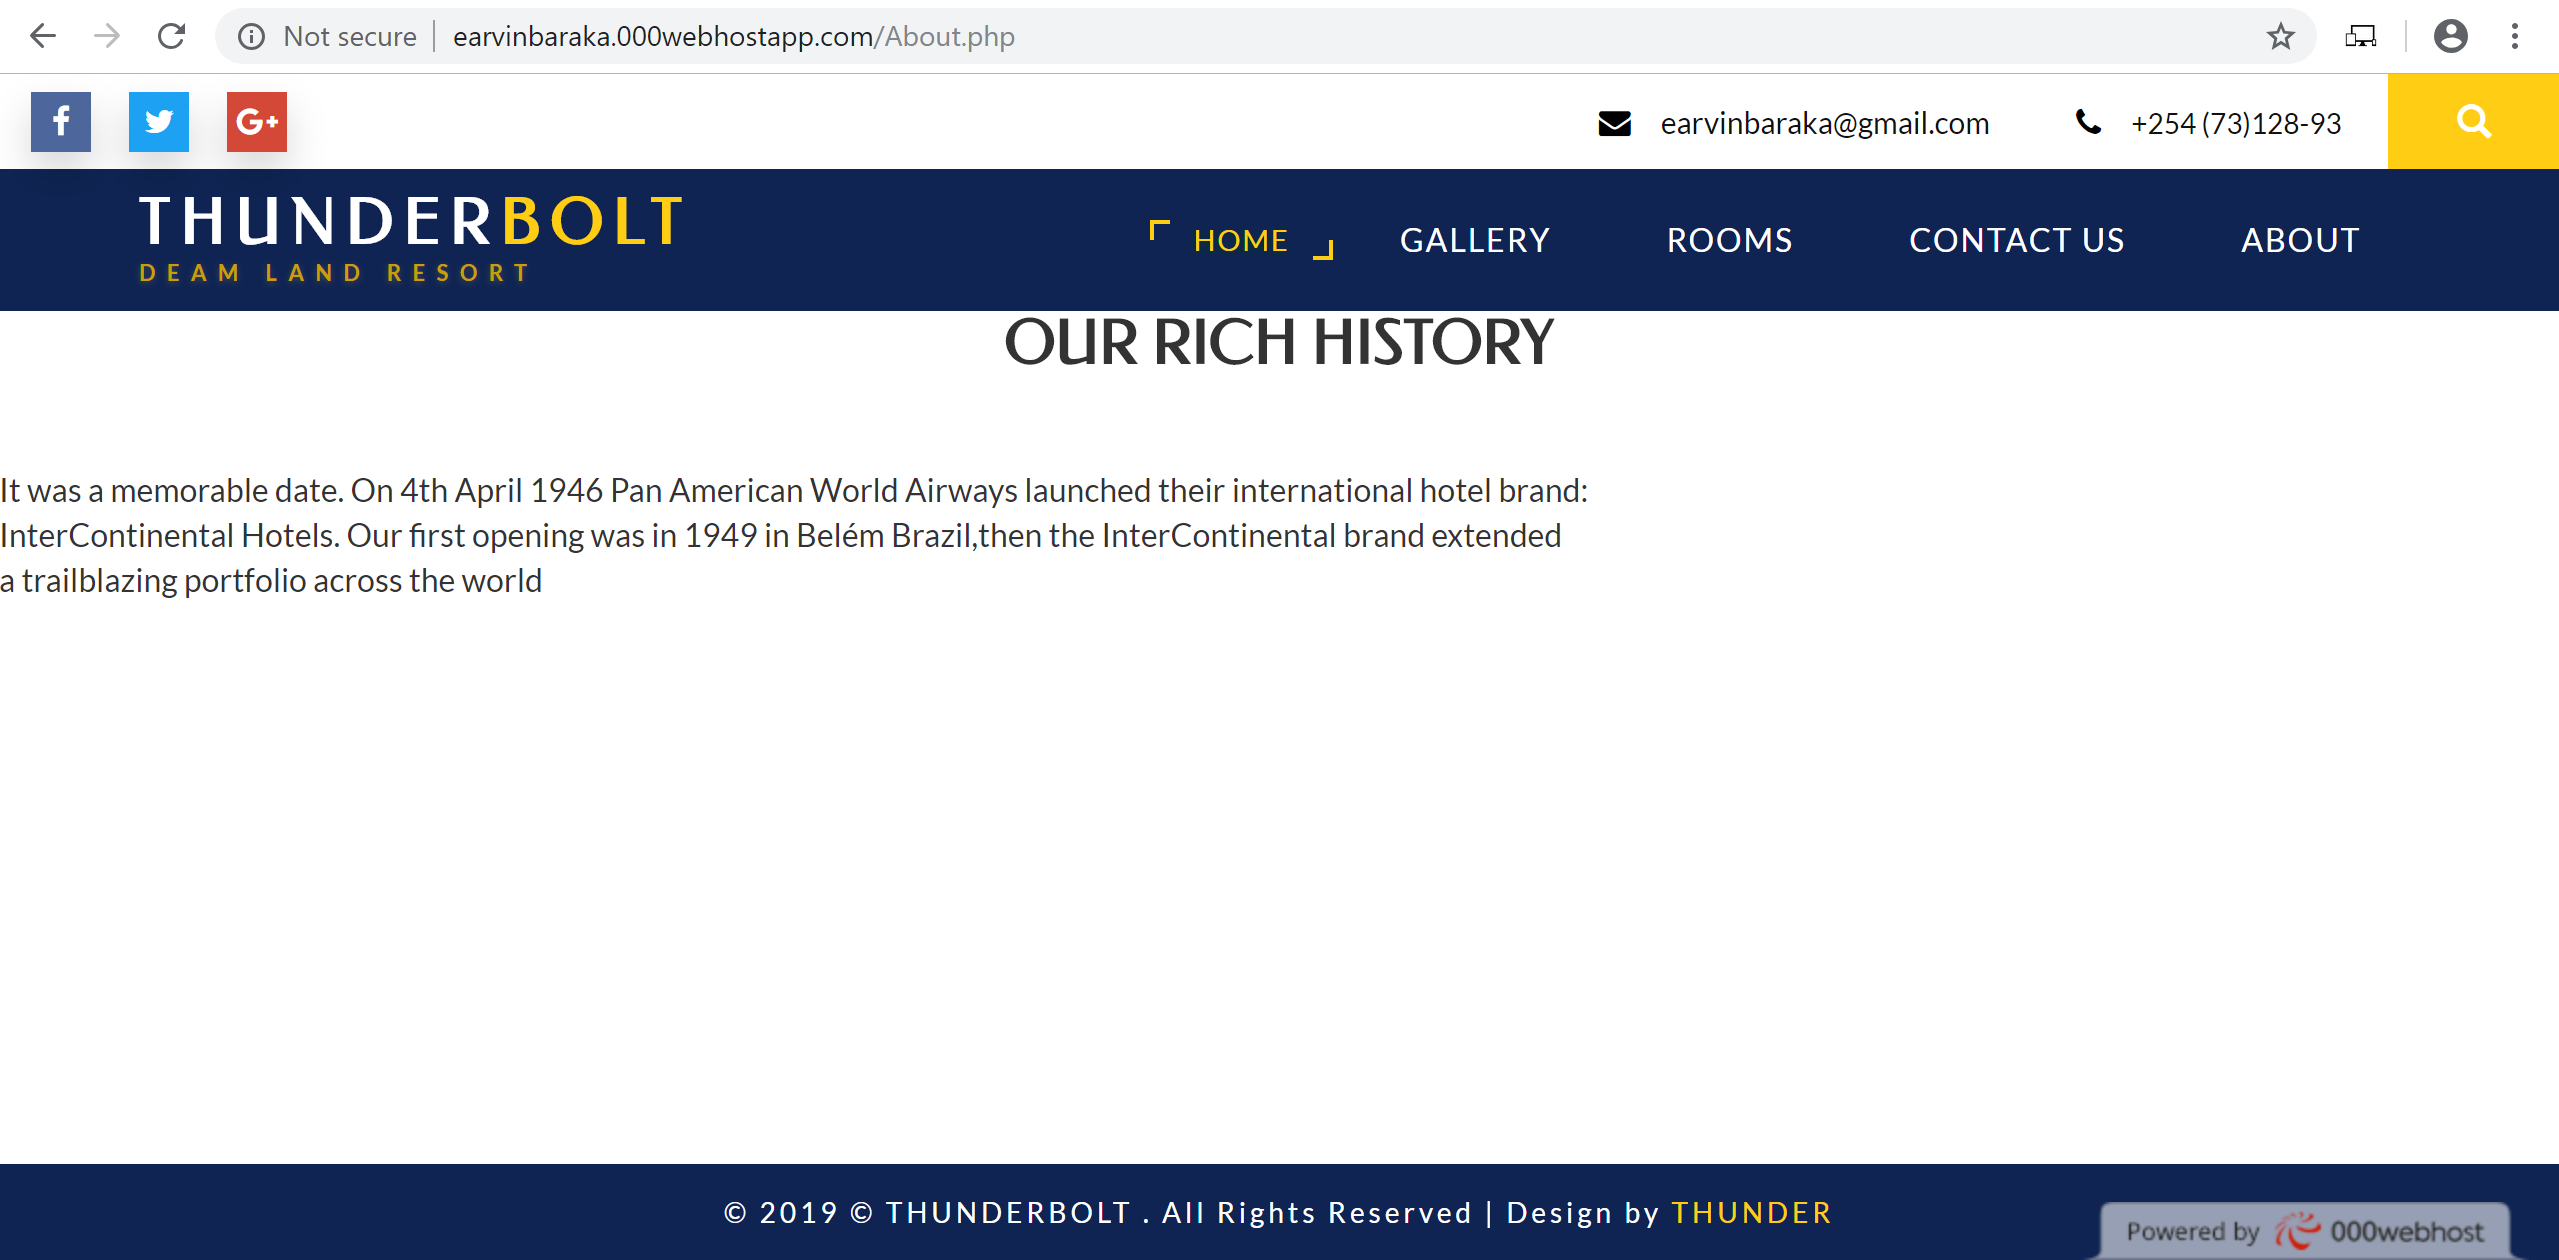 Not secure | earvinbaraka.000webhostapp.com/About.php
earvinbaraka@gmail.com +254 (73)128-93
THUNDERBOLT
DEAM LAND RESORT
HOME GALLERY ROOMS CONTACT US ABOUT
OUR RICH HISTORY
It was a memorable date. On 4th April 1946 Pan American World Airways launched their international hotel brand:
InterContinental Hotels. Our first opening was in 1949 in Belém Brazil,then the InterContinental brand extended
a trailblazing portfolio across the world
© 2019 © THUNDERBOLT . All Rights Reserved | Design by THUNDER
Powered by 000webhost